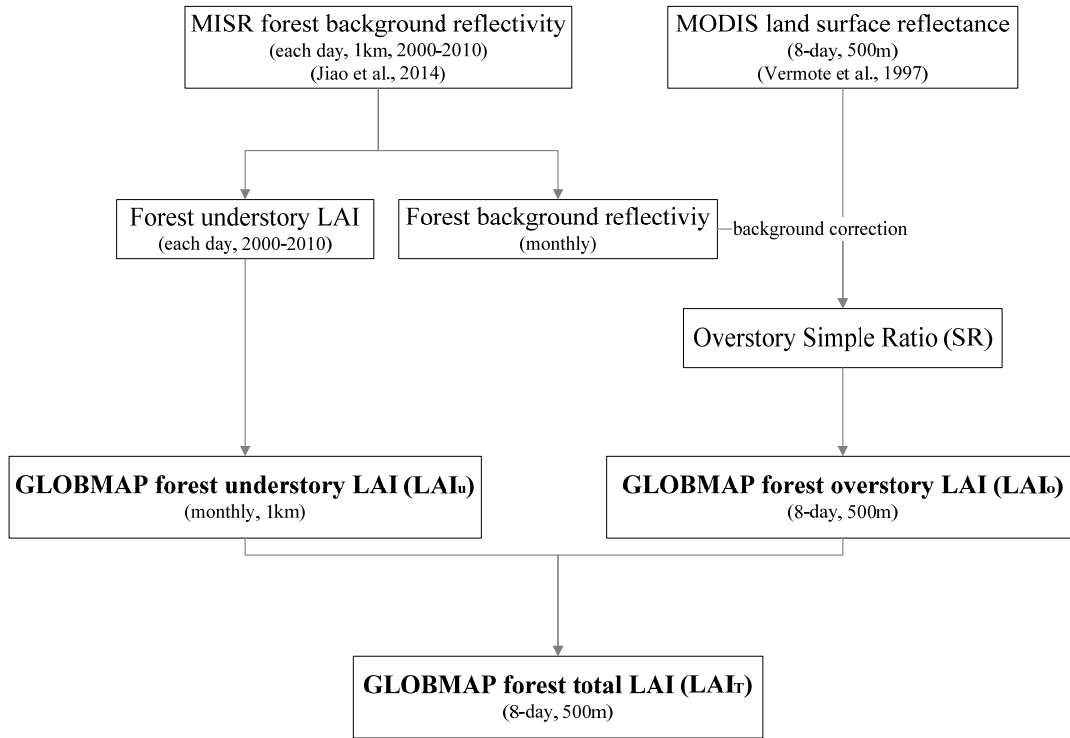 MISR forest background reflectivity
(each day, 1km, 2000-2010)
(Jiao et al., 2014)
MODIS land surface reflectance
(8-day, 500m)
(Vermote et al., 1997)
Forest understory LAI
(each day, 2000-2010)
Forest background reflectiviy
(monthly)
background correction
Overstory Simple Ratio (SR)
GLOBMAP forest understory LAI (LAIu)
(monthly, 1km)
GLOBMAP forest overstory LAI (LAIo)
(8-day, 500m)
GLOBMAP forest total LAI (LAIT)
(8-day, 500m)